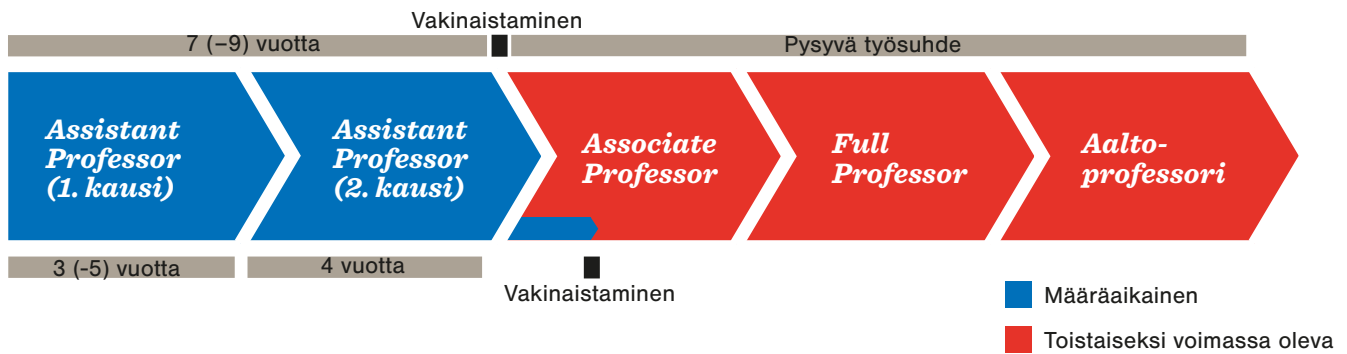 Vakinaistaminen
7 (–9) vuotta
Pysyvä työsuhde
Assistant
Professor
(1. kausi)
Assistant
Professor
(2. kausi)
Associate
Professor
Full
Professor
Aalto-
professori
3 (-5) vuotta
4 vuotta
Vakinaistaminen
Määräaikainen
Toistaiseksi voimassa oleva